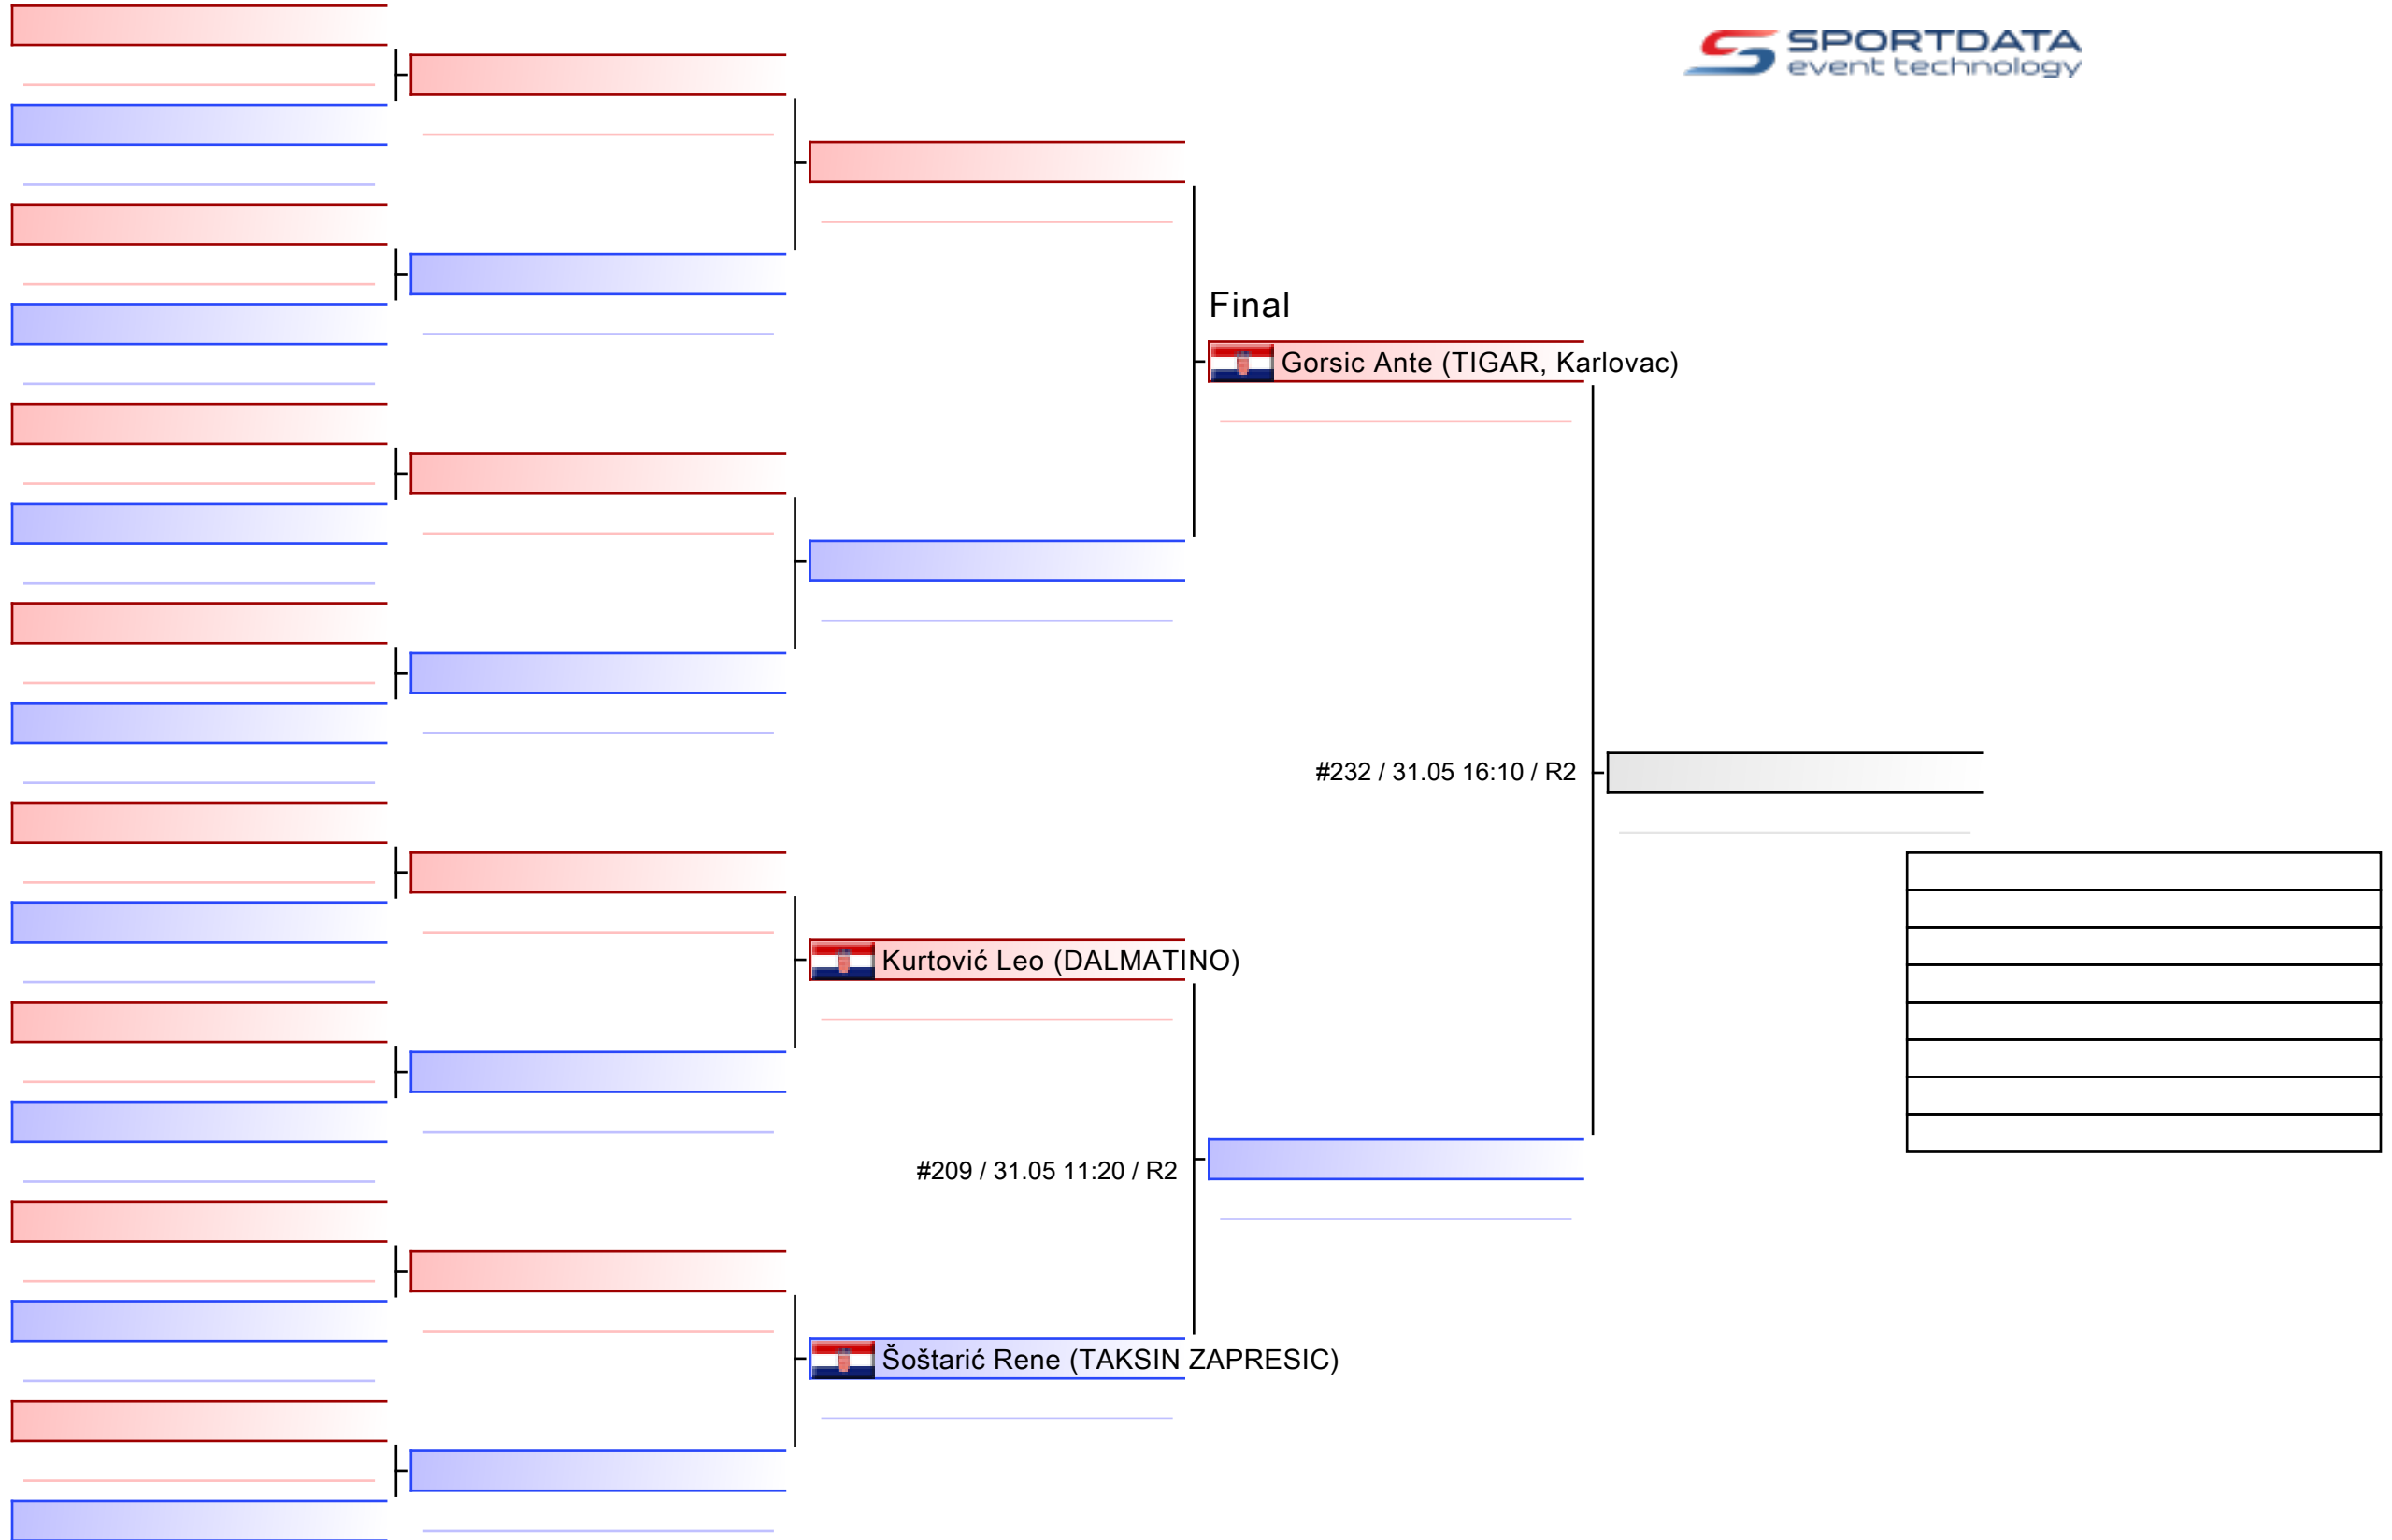 SPORTDATA
event technology
Final
Gorsic Ante (TIGAR, Karlovac)
#232 / 31.05 16:10 / R2
Kurtović Leo (DALMATINO)
#209 / 31.05 11:20 / R2
Šoštarić Rene (TAKSIN ZAPRESIC)